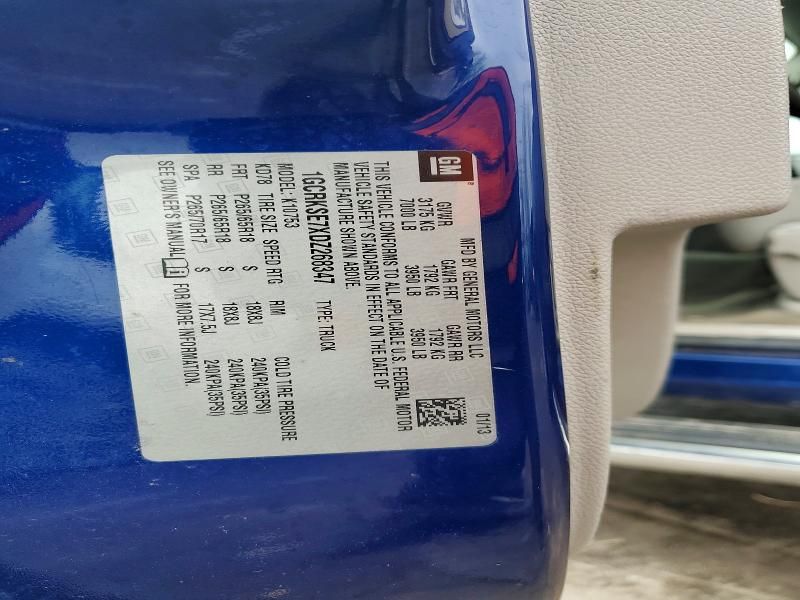 GM
MFD BY GENERAL MOTORS LLC
01/13
GVWR GAWR FRT GAWR RR
3175 KG 1792 KG 1792 KG
7000 LB 3950 LB 3950 LB
THIS VEHICLE CONFORMS TO ALL APPLICABLE U.S. FEDERAL MOTOR
VEHICLE SAFETY STANDARDS IN EFFECT ON THE DATE OF
MANUFACTURE SHOWN ABOVE.
1GCRKSE7XDZ268347 TYPE: TRUCK
MODEL: K10753
K078 TIRE SIZE SPEED RTG RIM COLD TIRE PRESSURE
FRT P265/65R18 S 18X8J 240KPA(35PSI)
RR P265/65R18 S 18X8J 240KPA(35PSI)
SPA P265/70R17 S 17X7.5J 240KPA(35PSI)
SEE OWNER'S MANUAL FOR MORE INFORMATION.